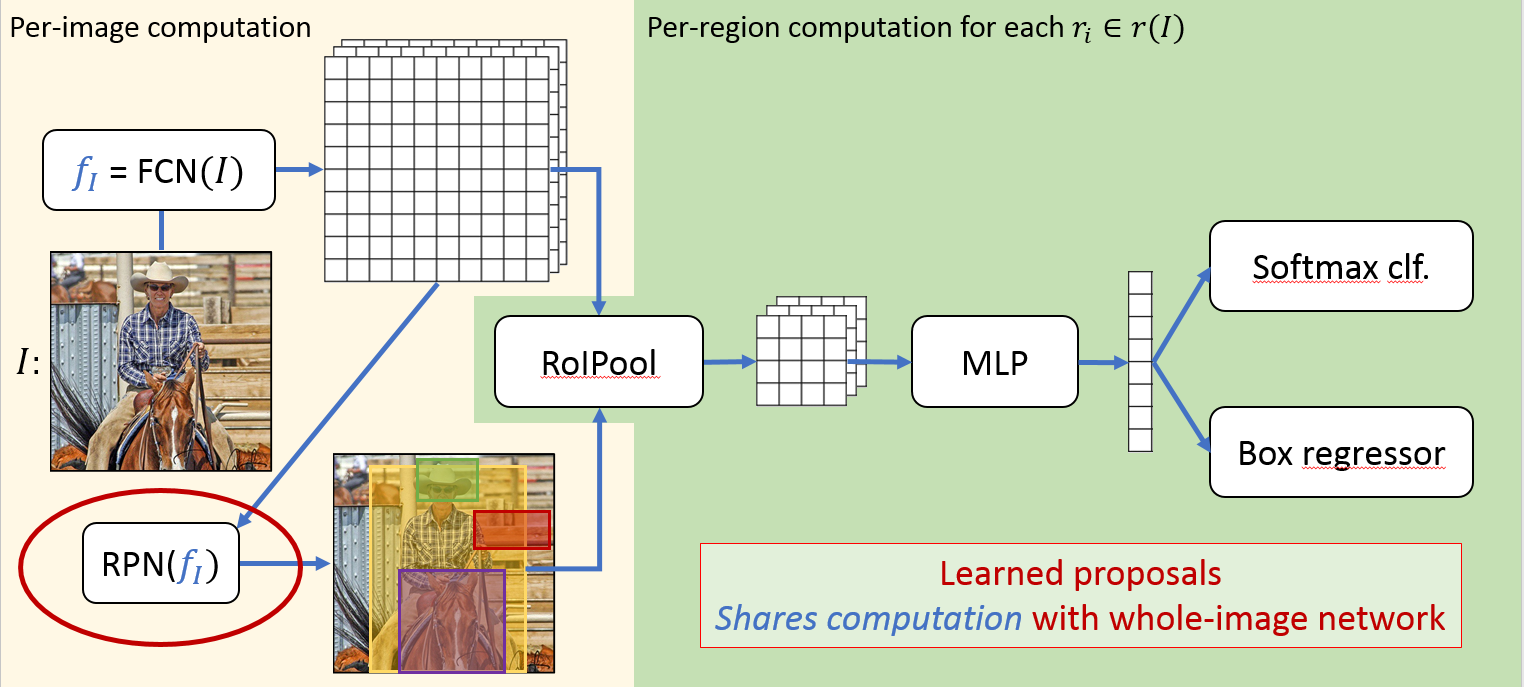 Per-image computation
Per-region computation for each rᵢ ∈ r(I)
f_I = FCN(I)
I:
RoIPool
MLP
Softmax clf.
Box regressor
RPN(f_I)
Learned proposals
Shares computation with whole-image network